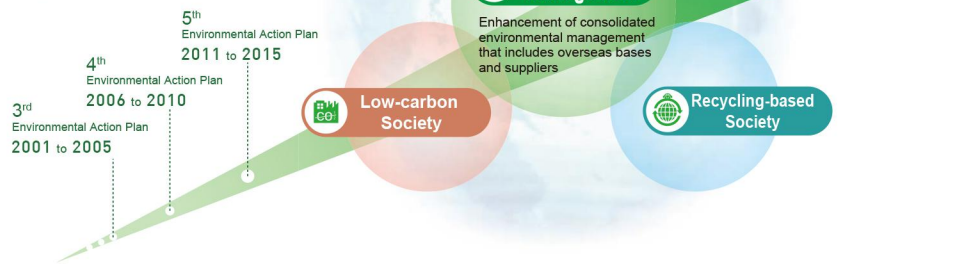 5th
Environmental Action Plan
2011 to 2015
4th
Environmental Action Plan
2006 to 2010
3rd
Environmental Action Plan
2001 to 2005
Enhancement of consolidated
environmental management
that includes overseas bases
and suppliers
CO2
Low-carbon
Society
Recycling-based
Society